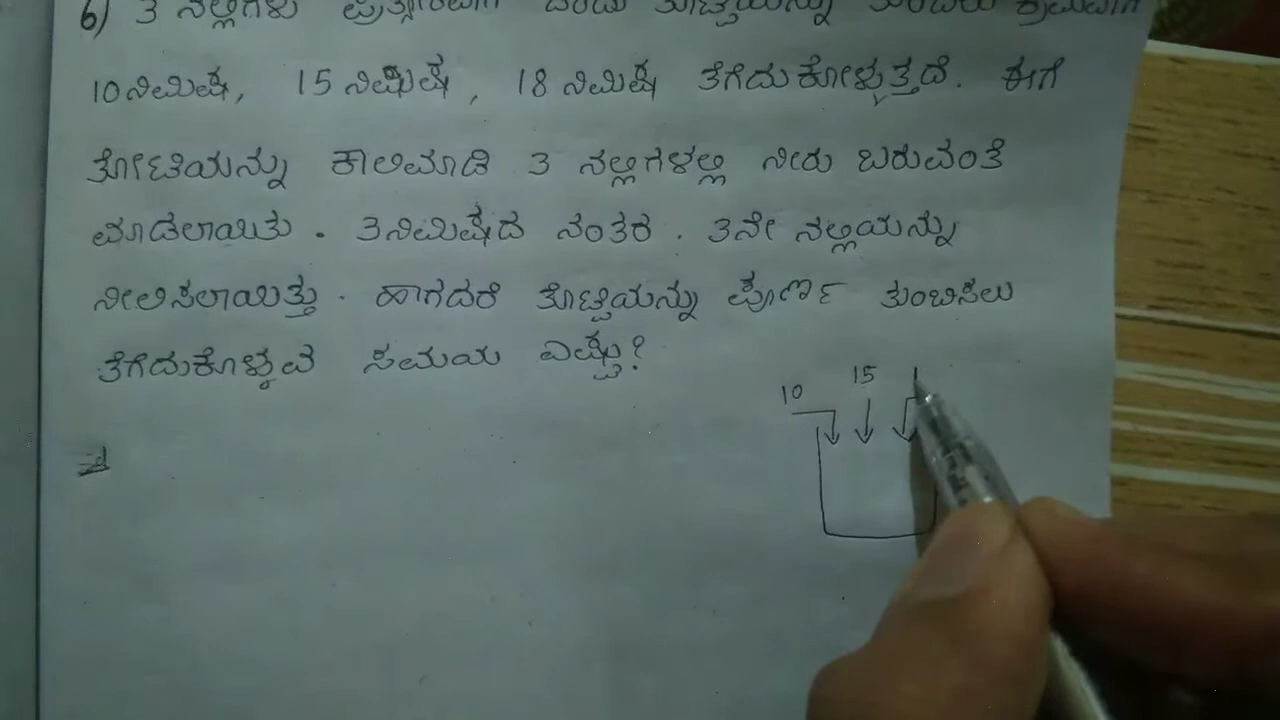 6) 3 ನಲ್ಲಿಗಳು ಪ್ರತ್ಯೇಕವಾಗಿ ಒಂದು ತೊಟ್ಟಿಯನ್ನು ತುಂಬಲು ಕ್ರಮವಾಗಿ
10 ನಿಮಿಷ, 15 ನಿಮಿಷ, 18 ನಿಮಿಷ ತೆಗೆದುಕೋಳ್ಳುತ್ತದೆ. ಈಗ
ಖಾಲಿಮಾಡಿ 3 ನಲ್ಲಿಗಳಲ್ಲಿ ನೀರು ಬರುವಂತೆ
ಮಾಡಲಾಯಿತು. 3 ನಿಮಿಷದ ನಂತರ. 3ನೇ ನಲ್ಲಿಯನ್ನು
ನೀಲಿಸಲಾಯಿತ್ತು. ಹಾಗದರೆ ತೊಟ್ಟಿಯನ್ನು ಪೂರ್ಣ ತುಂಬಿಸಲು
ತೆಗೆದುಕೊಳ್ಳುವ ಸಮಯ ಎಷ್ಟು?
10 15 1